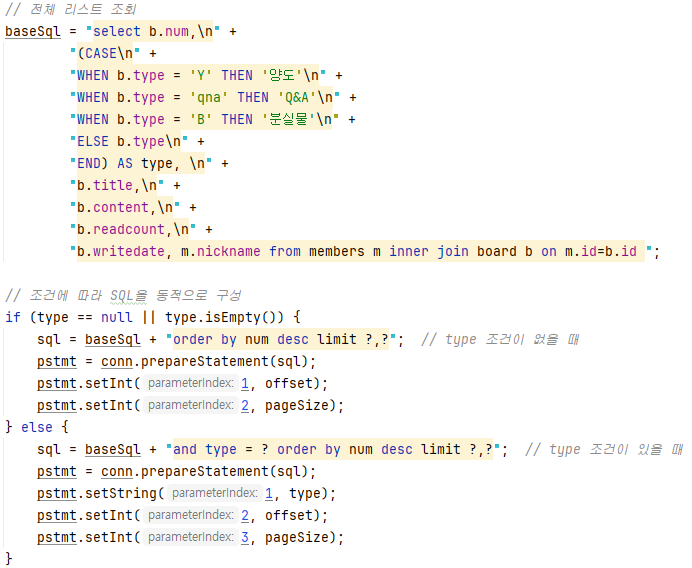 // 전체 리스트 조회
baseSql = "select b.num,\n" +
"(CASE\n" +
"WHEN b.type = 'Y' THEN '양도'\n" +
"WHEN b.type = 'qna' THEN 'Q&A'\n" +
"WHEN b.type = 'B' THEN '분실물'\n" +
"ELSE b.type\n" +
"END) AS type, \n" +
"b.title,\n" +
"b.content,\n" +
"b.readcount,\n" +
"b.writedate, m.nickname from members m inner join board b on m.id=b.id ";
// 조건에 따라 SQL을 동적으로 구성
if (type == null || type.isEmpty()) {
sql = baseSql + "order by num desc limit ?,?"; // type 조건이 없을 때
pstmt = conn.prepareStatement(sql);
pstmt.setInt( parameterIndex: 1, offset);
pstmt.setInt( parameterIndex: 2, pageSize);
} else {
sql = baseSql + "and type = ? order by num desc limit ?,?"; // type 조건이 있을 때
pstmt = conn.prepareStatement(sql);
pstmt.setString( parameterIndex: 1, type);
pstmt.setInt( parameterIndex: 2, offset);
pstmt.setInt( parameterIndex: 3, pageSize);
}